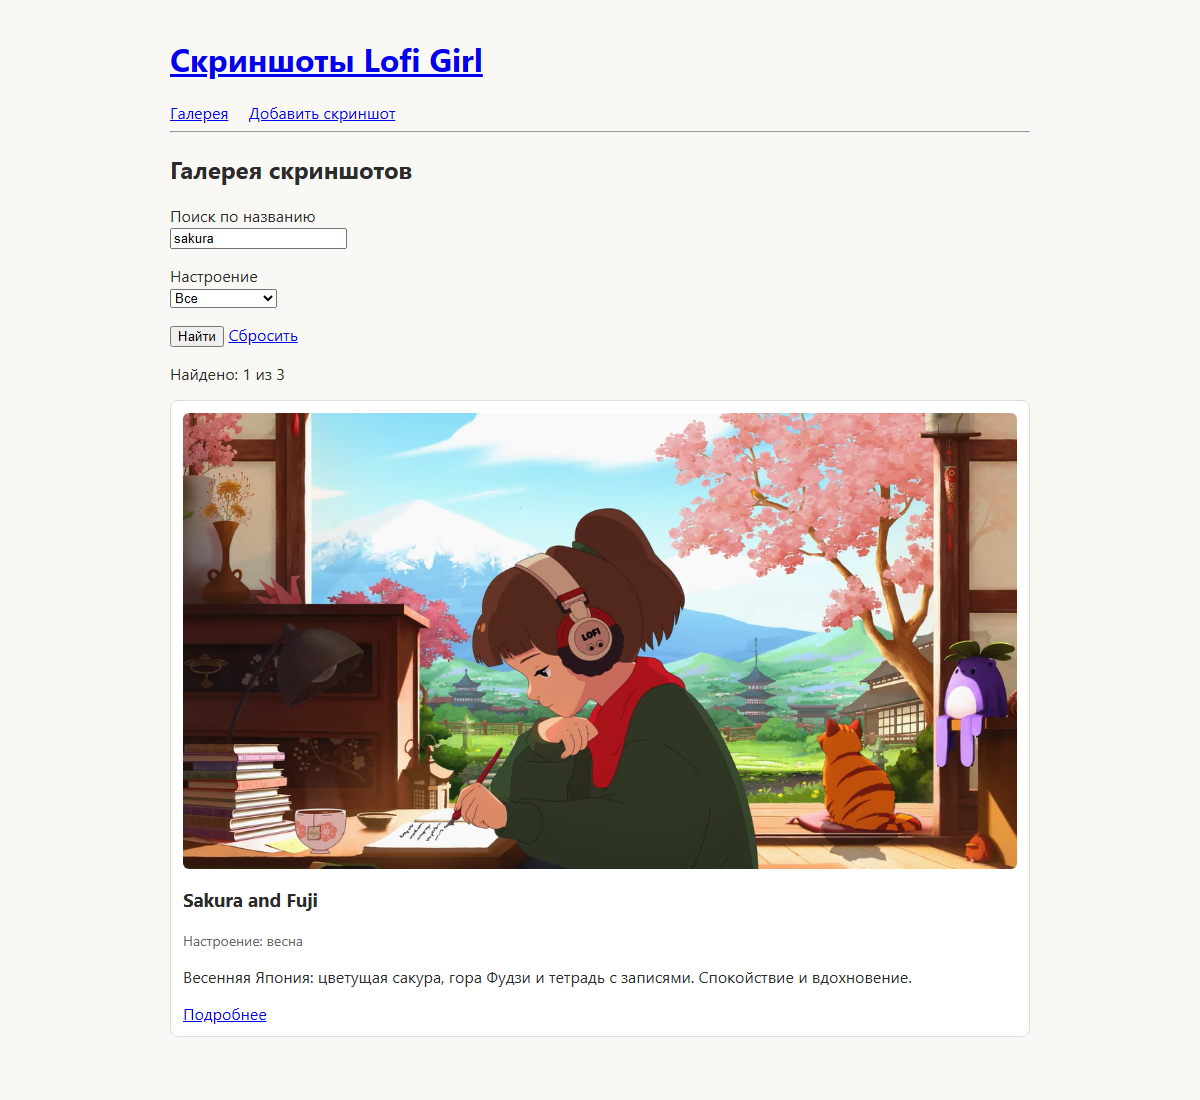 Скриншоты Lofi Girl
Галерея Добавить скриншот
Галерея скриншотов
Поиск по названию
sakura
Настроение
Все
Найти Сбросить
Найдено: 1 из 3
LOFI
Sakura and Fuji
Настроение: весна
Весенняя Япония: цветущая сакура, гора Фудзи и тетрадь с записями. Спокойствие и вдохновение.
Подробнее